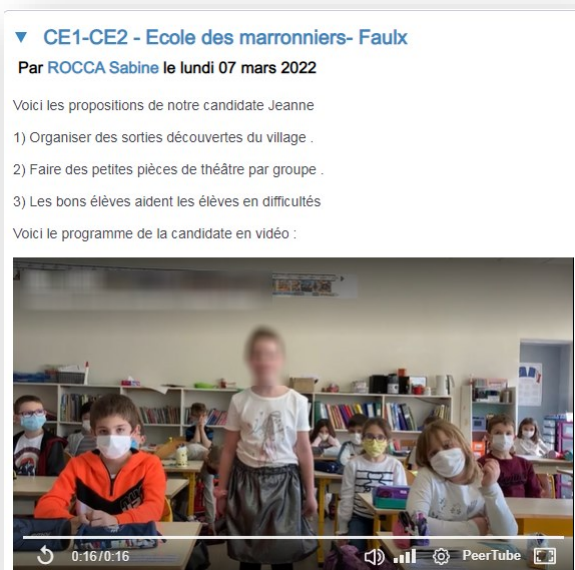 CE1-CE2 - Ecole des marronniers- Faulx
Par ROCCA Sabine le lundi 07 mars 2022
Voici les propositions de notre candidate Jeanne
1) Organiser des sorties découvertes du village .
2) Faire des petites pièces de théâtre par groupe .
3) Les bons élèves aident les élèves en difficultés
Voici le programme de la candidate en vidéo :
0:16/0:16 PeerTube